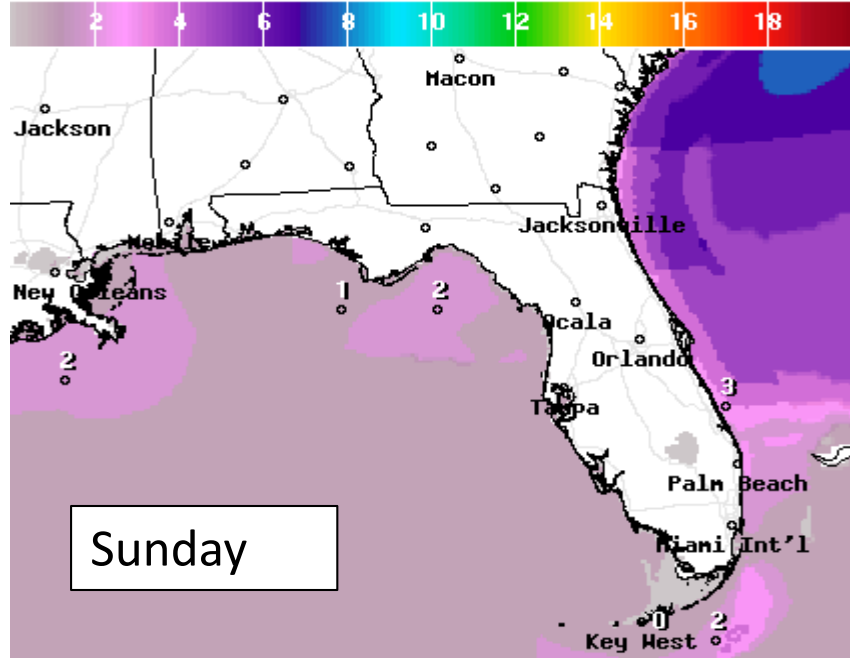 2 4 6 8 10 12 14 16 18
Macon
Jackson
Jacksonville
Mobile
New Orleans
1 2
Ocala
Orlando
2
3
Tampa
Palm Beach
Sunday
Miami Int'l
0 2
Key West